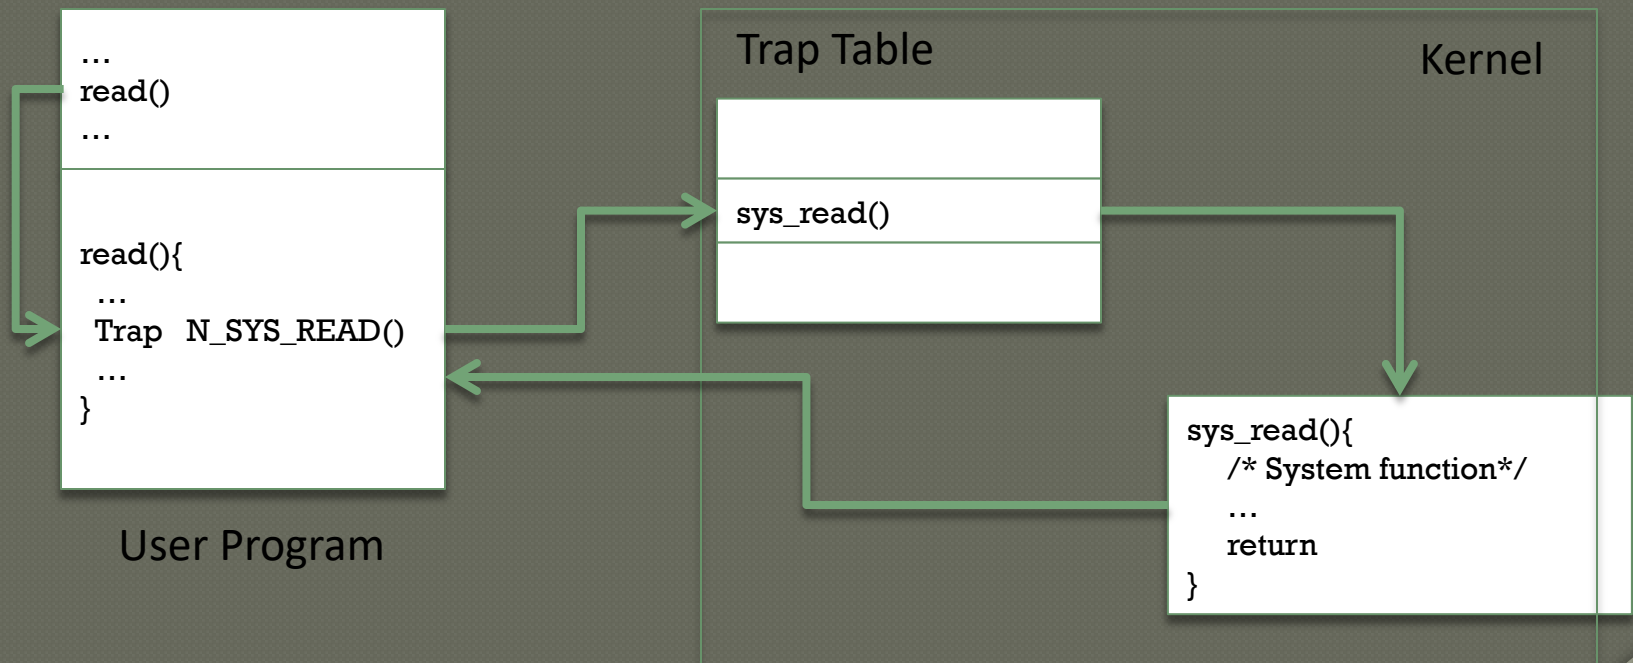 ...
read()
...
read(){
...
Trap N_SYS_READ()
...
}
User Program
Trap Table
Kernel
sys_read()
sys_read(){
/* System function*/
...
return
}